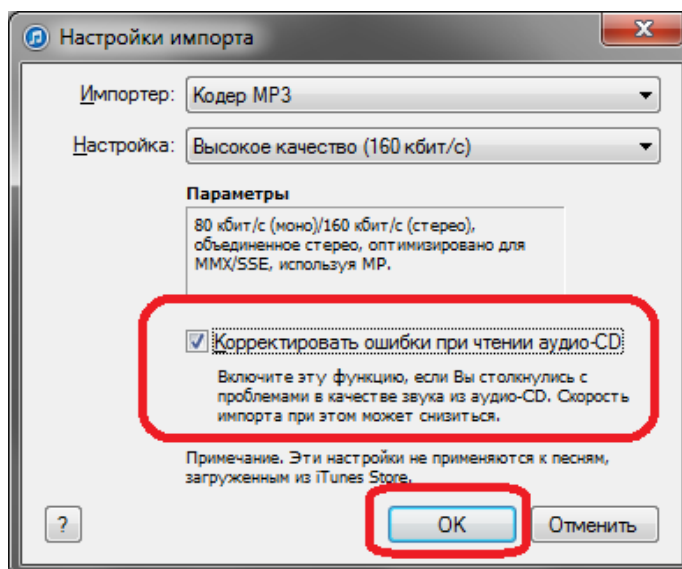 Настройки импорта
Импортер: Кодер MP3
Настройка: Высокое качество (160 кбит/с)
Параметры
80 кбит/с (моно)/160 кбит/с (стерео),
объединенное стерео, оптимизировано для
MMX/SSE, используя MP.
Корректировать ошибки при чтении аудио-CD
Включите эту функцию, если Вы столкнулись с
проблемами в качестве звука из аудио-CD. Скорость
импорта при этом может снизиться.
Примечание. Эти настройки не применяются к песням,
загруженным из iTunes Store.
? OK Отменить